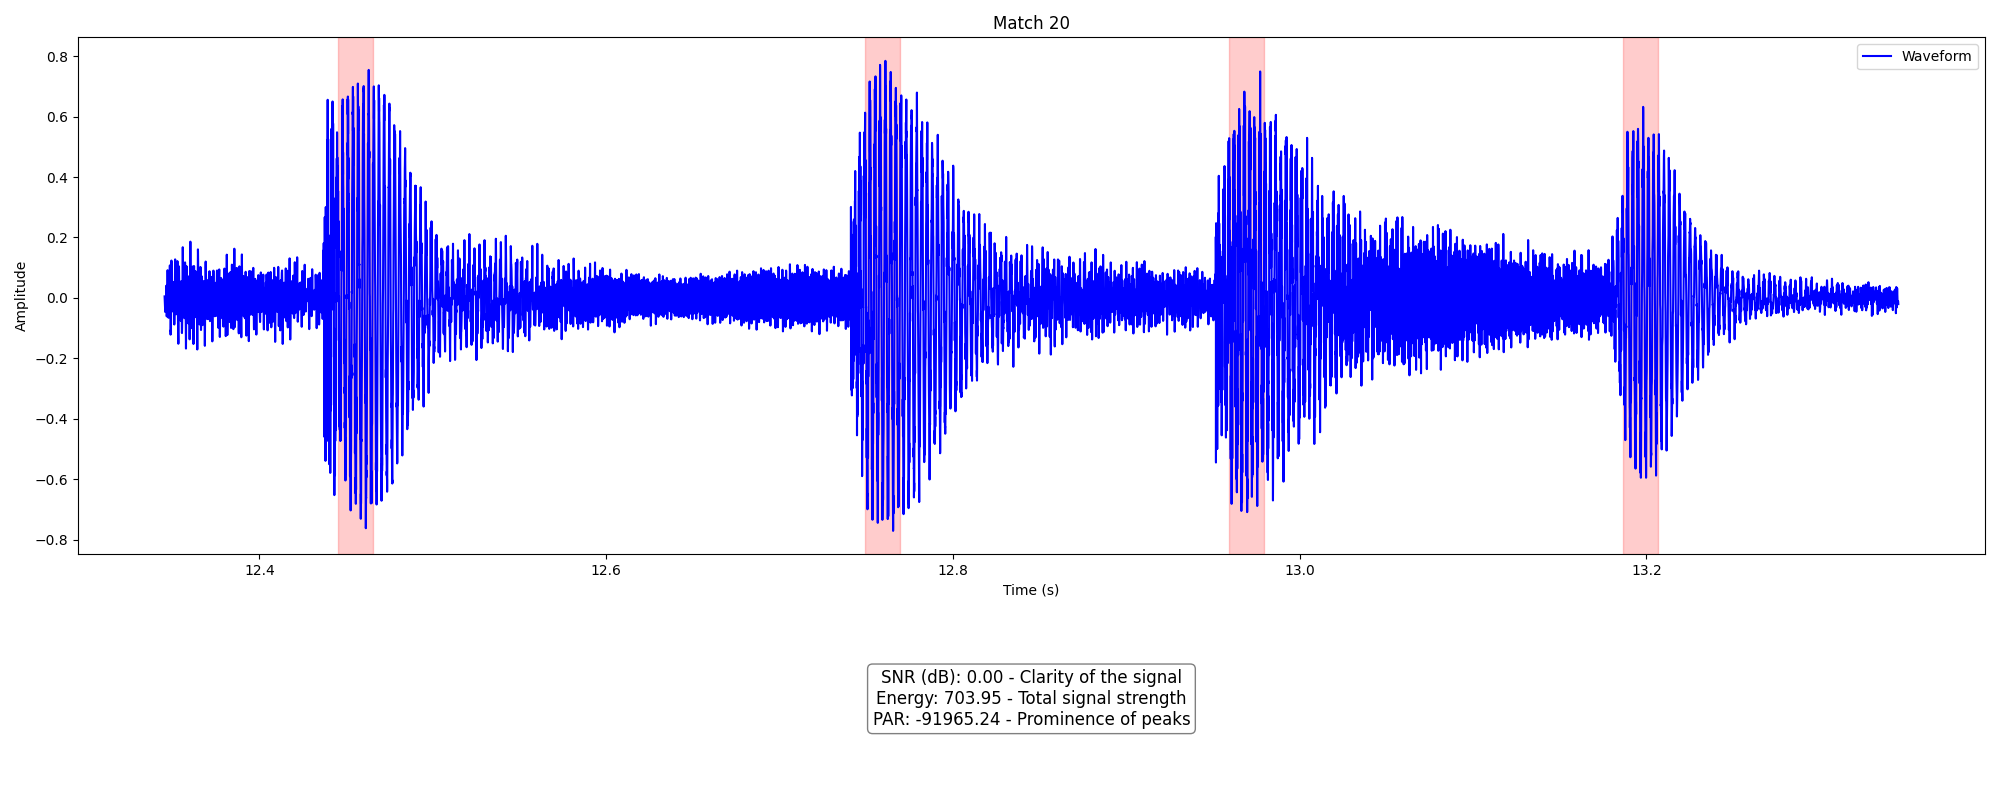 Match 20
Waveform
Amplitude
0.8
0.6
0.4
0.2
0.0
−0.2
−0.4
−0.6
−0.8
12.4
12.6
12.8
13.0
13.2
Time (s)
SNR (dB): 0.00 - Clarity of the signal
Energy: 703.95 - Total signal strength
PAR: -91965.24 - Prominence of peaks